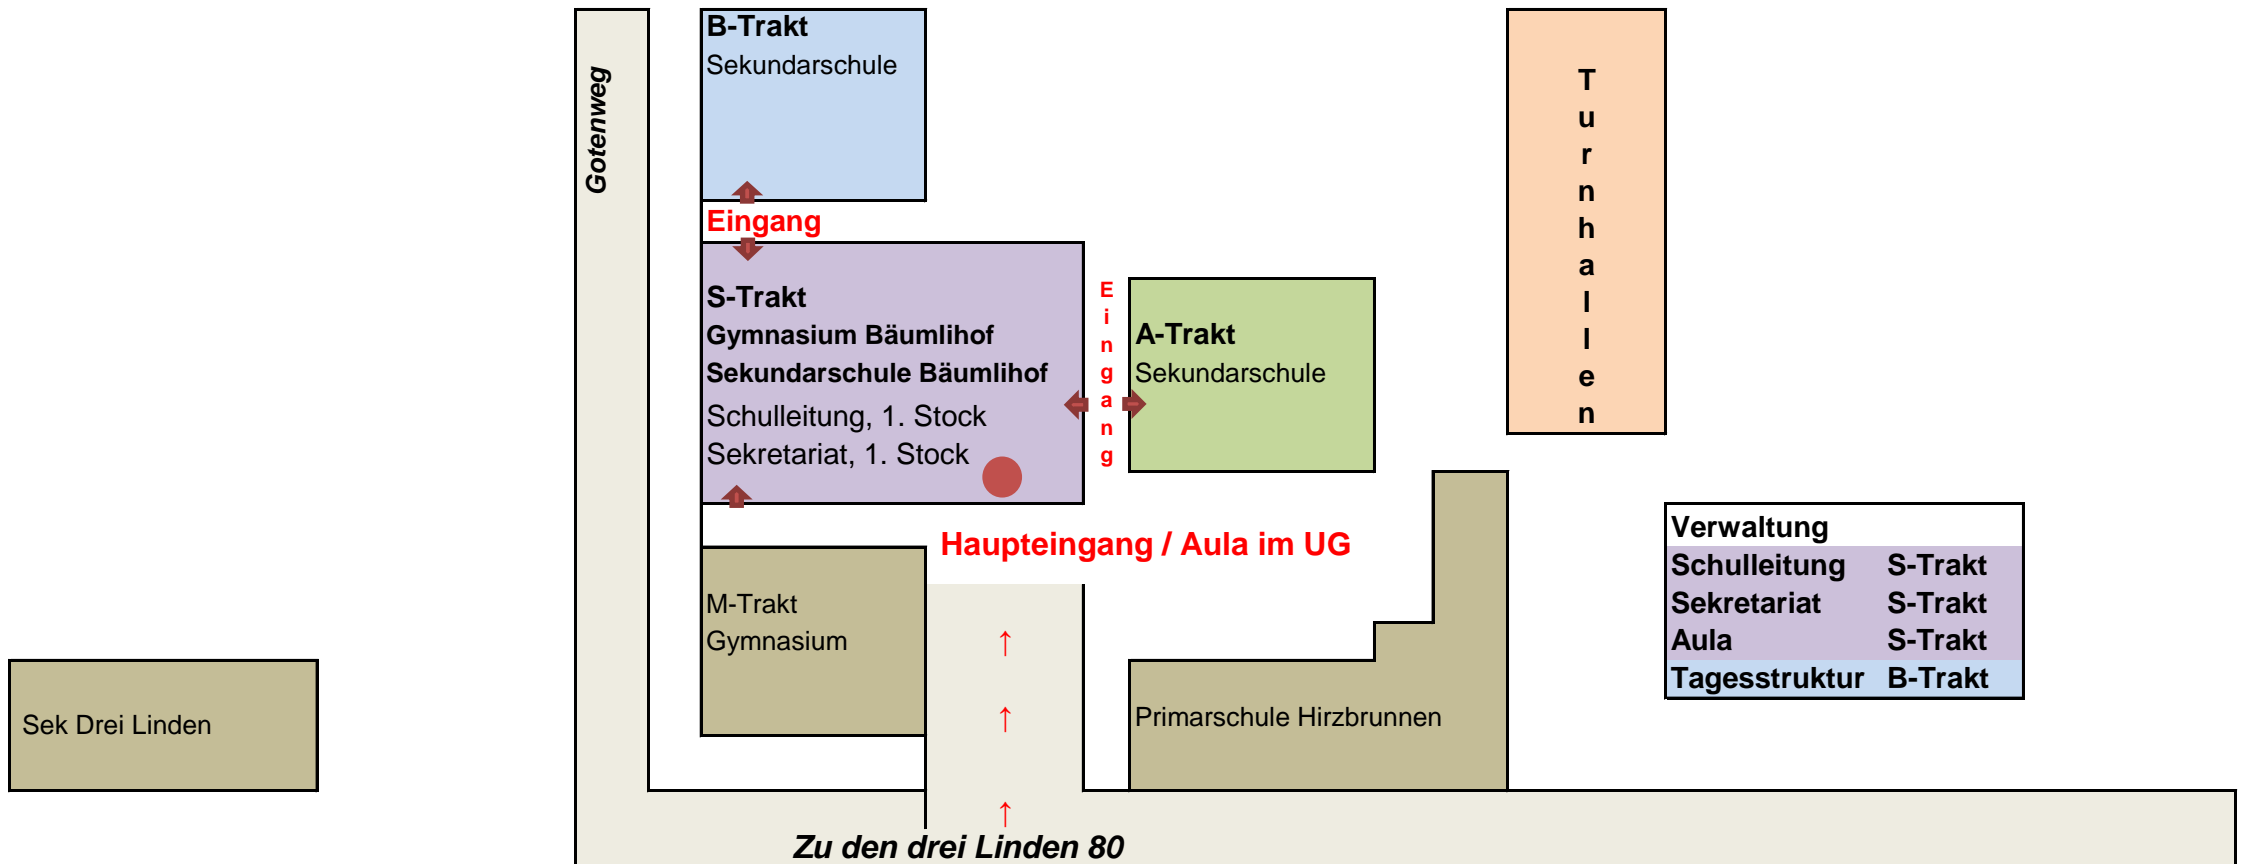 B-Trakt
Sekundarschule
Gotenweg
Turnhallen
Eingang
S-Trakt
Gymnasium Bäumlihof
Sekundarschule Bäumlihof
Schulleitung, 1. Stock
Sekretariat, 1. Stock
Eingang
A-Trakt
Sekundarschule
Haupteingang / Aula im UG
M-Trakt
Gymnasium
Verwaltung
Schulleitung S-Trakt
Sekretariat S-Trakt
Aula S-Trakt
Tagesstruktur B-Trakt
Sek Drei Linden
Primarschule Hirzbrunnen
↑
↑
↑
Zu den drei Linden 80